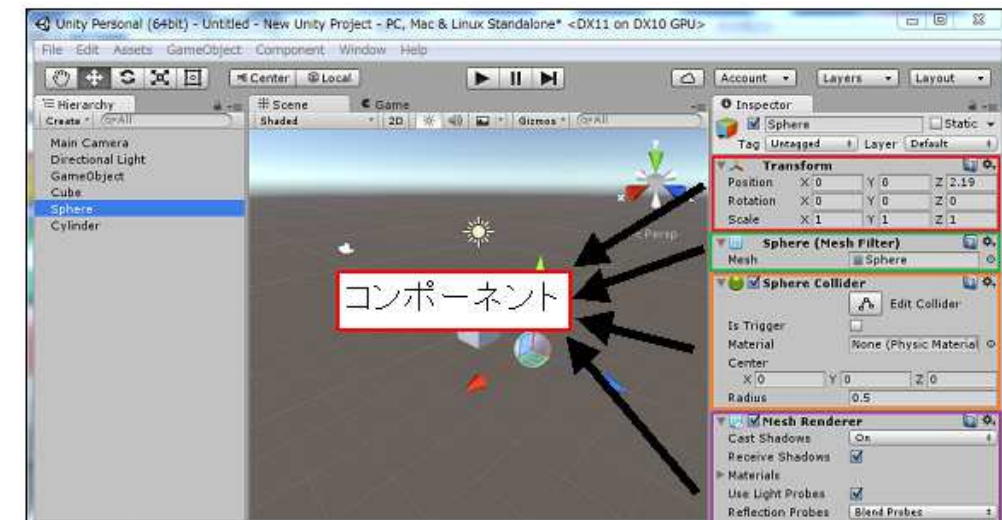 Unity Personal (64bit) - Untitled - New Unity Project - PC, Mac & Linux Standalone* <DX11 on DX10 GPU>
File Edit Assets GameObject Component Window Help
Center Local Account Layers Layout
Hierarchy
Create All
Main Camera
Directional Light
GameObject
Cube
Sphere
Cylinder
Scene Game
Shaded 2D Gizmos All
y
x
Persp
コンポーネント
Inspector
Sphere Static
Tag Untagged Layer Default
Transform
Position X 0 Y 0 Z 2.19
Rotation X 0 Y 0 Z 0
Scale X 1 Y 1 Z 1
Sphere (Mesh Filter)
Mesh Sphere
Sphere Collider
Edit Collider
Is Trigger
Material None (Physic Material
Center
X 0 Y 0 Z 0
Radius 0.5
Mesh Renderer
Cast Shadows On
Receive Shadows
Materials
Use Light Probes
Reflection Probes Blend Probes